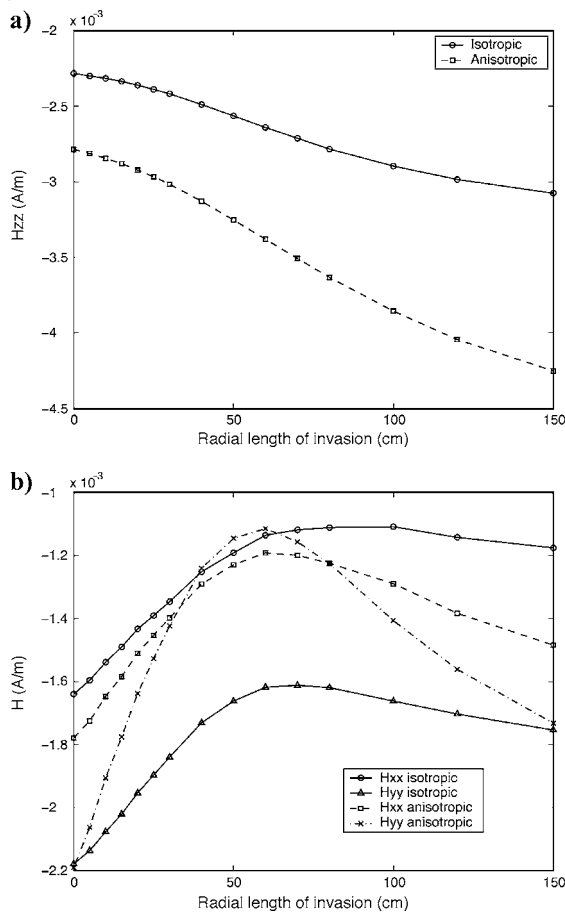 a)
× 10⁻³
−2
−2.5
−3
−3.5
−4
−4.5
Hzz (A/m)
Isotropic
Anisotropic
0 50 100 150
Radial length of invasion (cm)
b)
× 10⁻³
−1
−1.2
−1.4
−1.6
−1.8
−2
−2.2
H (A/m)
Hxx isotropic
Hyy isotropic
Hxx anisotropic
Hyy anisotropic
0 50 100 150
Radial length of invasion (cm)